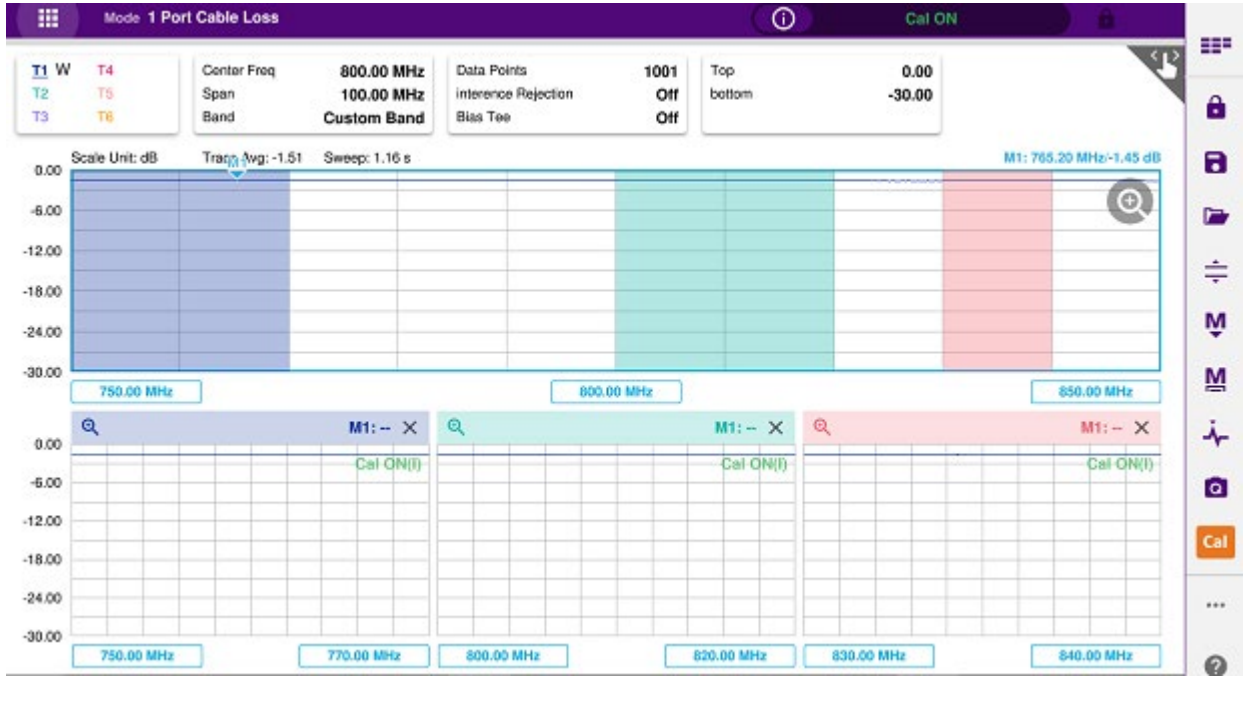 Mode 1 Port Cable Loss
Cal ON
T1 W T4
T2 T5
T3 T6
Center Freq 800.00 MHz
Span 100.00 MHz
Band Custom Band
Data Points 1001
interence Rejection Off
Bias Tee Off
Top 0.00
bottom -30.00
Scale Unit: dB Trace Avg: -1.51 Sweep: 1.16 s M1: 765.20 MHz/-1.45 dB
M1
0.00
-6.00
-12.00
-18.00
-24.00
-30.00
750.00 MHz 800.00 MHz 850.00 MHz
M1: -- M1: -- M1: --
Cal ON(I) Cal ON(I) Cal ON(I)
0.00
-6.00
-12.00
-18.00
-24.00
-30.00
750.00 MHz 770.00 MHz 800.00 MHz 820.00 MHz 830.00 MHz 840.00 MHz
M
M
Cal